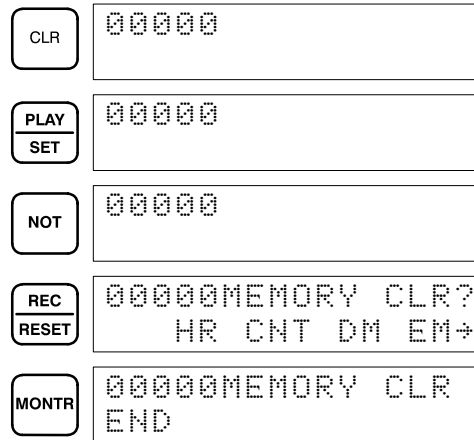 CLR
00000
PLAY
SET
00000
NOT
00000
REC
RESET
00000MEMORY CLR?
HR CNT DM EM→
MONTR
00000MEMORY CLR
END